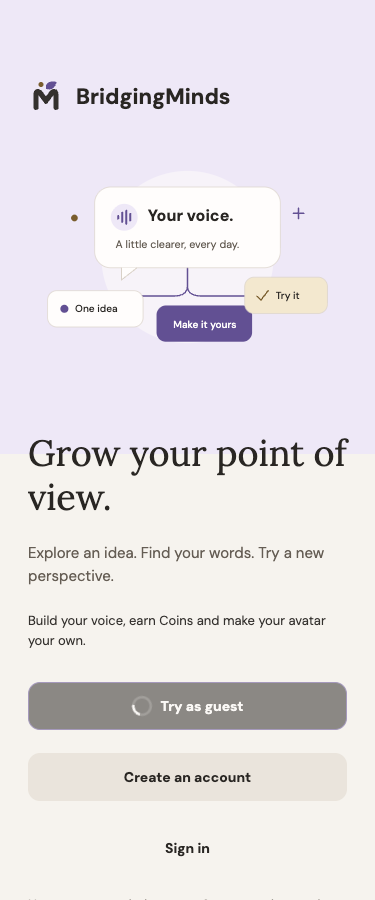 BridgingMinds
Your voice.
A little clearer, every day.
One idea
Make it yours
Try it
Grow your point of
view.
Explore an idea. Find your words. Try a new
perspective.
Build your voice, earn Coins and make your avatar
your own.
Try as guest
Create an account
Sign in